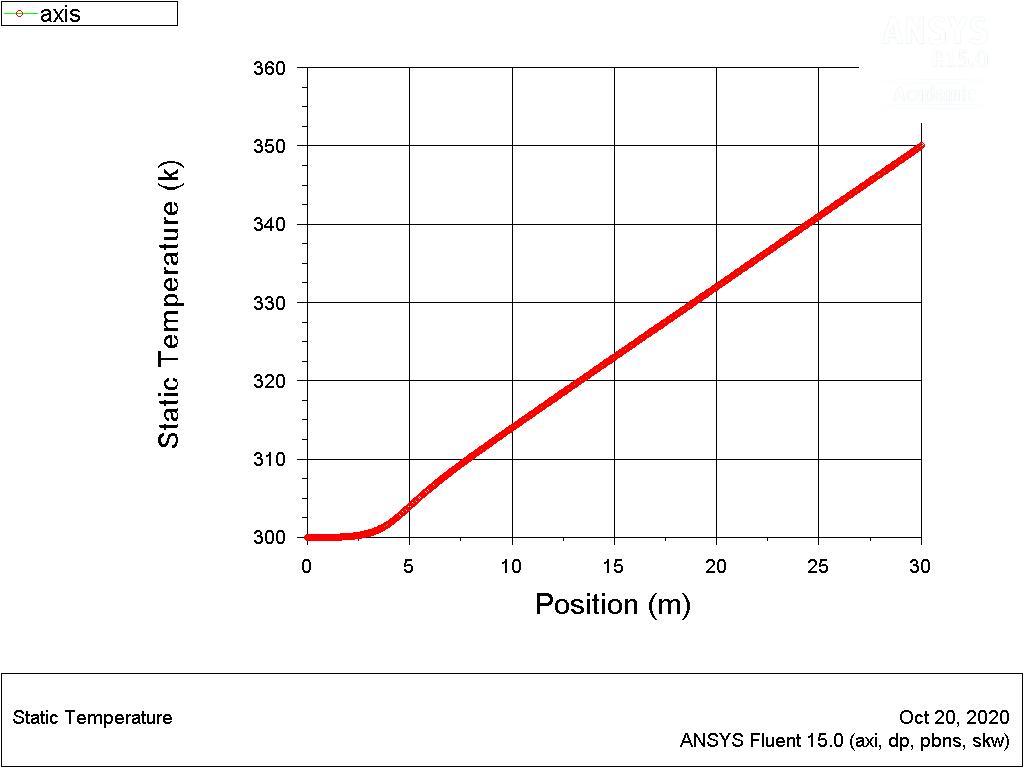 axis
ANSYS
R15.0
Academic
360
350
340
330
320
310
300
Static Temperature (k)
0 5 10 15 20 25 30
Position (m)
Static Temperature
Oct 20, 2020
ANSYS Fluent 15.0 (axi, dp, pbns, skw)